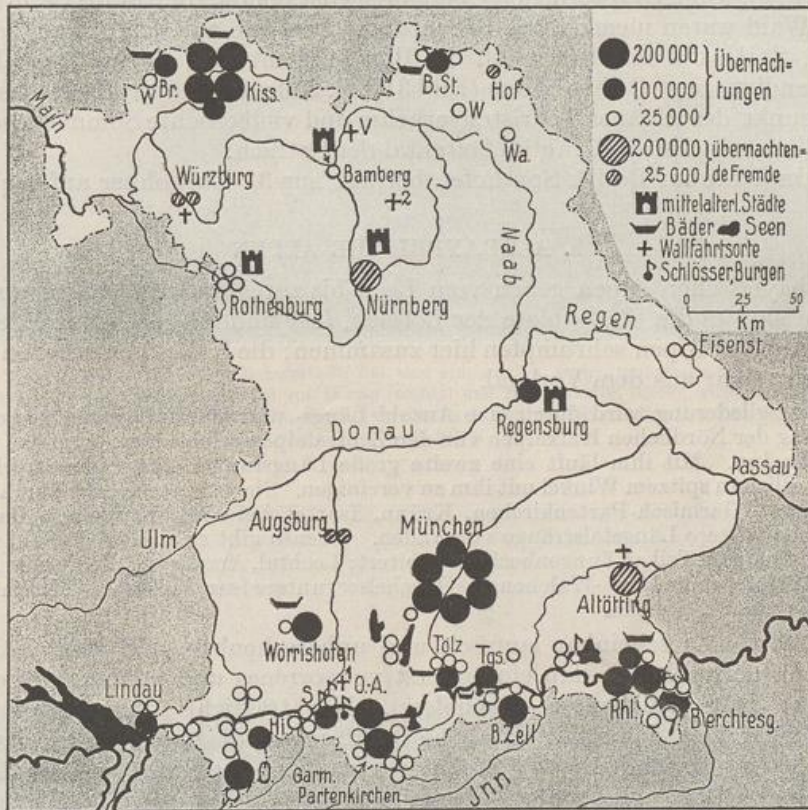 Br.
W
Kiss.
B.St.
Hof
W
Wa.
V
Main
Würzburg
Bamberg
2
Rothenburg
Nürnberg
Naab
Regen
Eisenst.
Regensburg
Donau
Passau
Ulm
Augsburg
München
Altötting
Wörrishofen
Tölz
Tgs.
Lindau
Hi.
S
O.-A.
B.Zell
Rhl.
Berchtesg.
O.
Garm.
Partenkirchen
Jnn
200 000
100 000
25 000
Übernach=
tungen
200 000 übernachten=
25 000 de Fremde
mittelalterl. Städte
Bäder Seen
Wallfahrtsorte
Schlösser, Burgen
0 25 50
Km